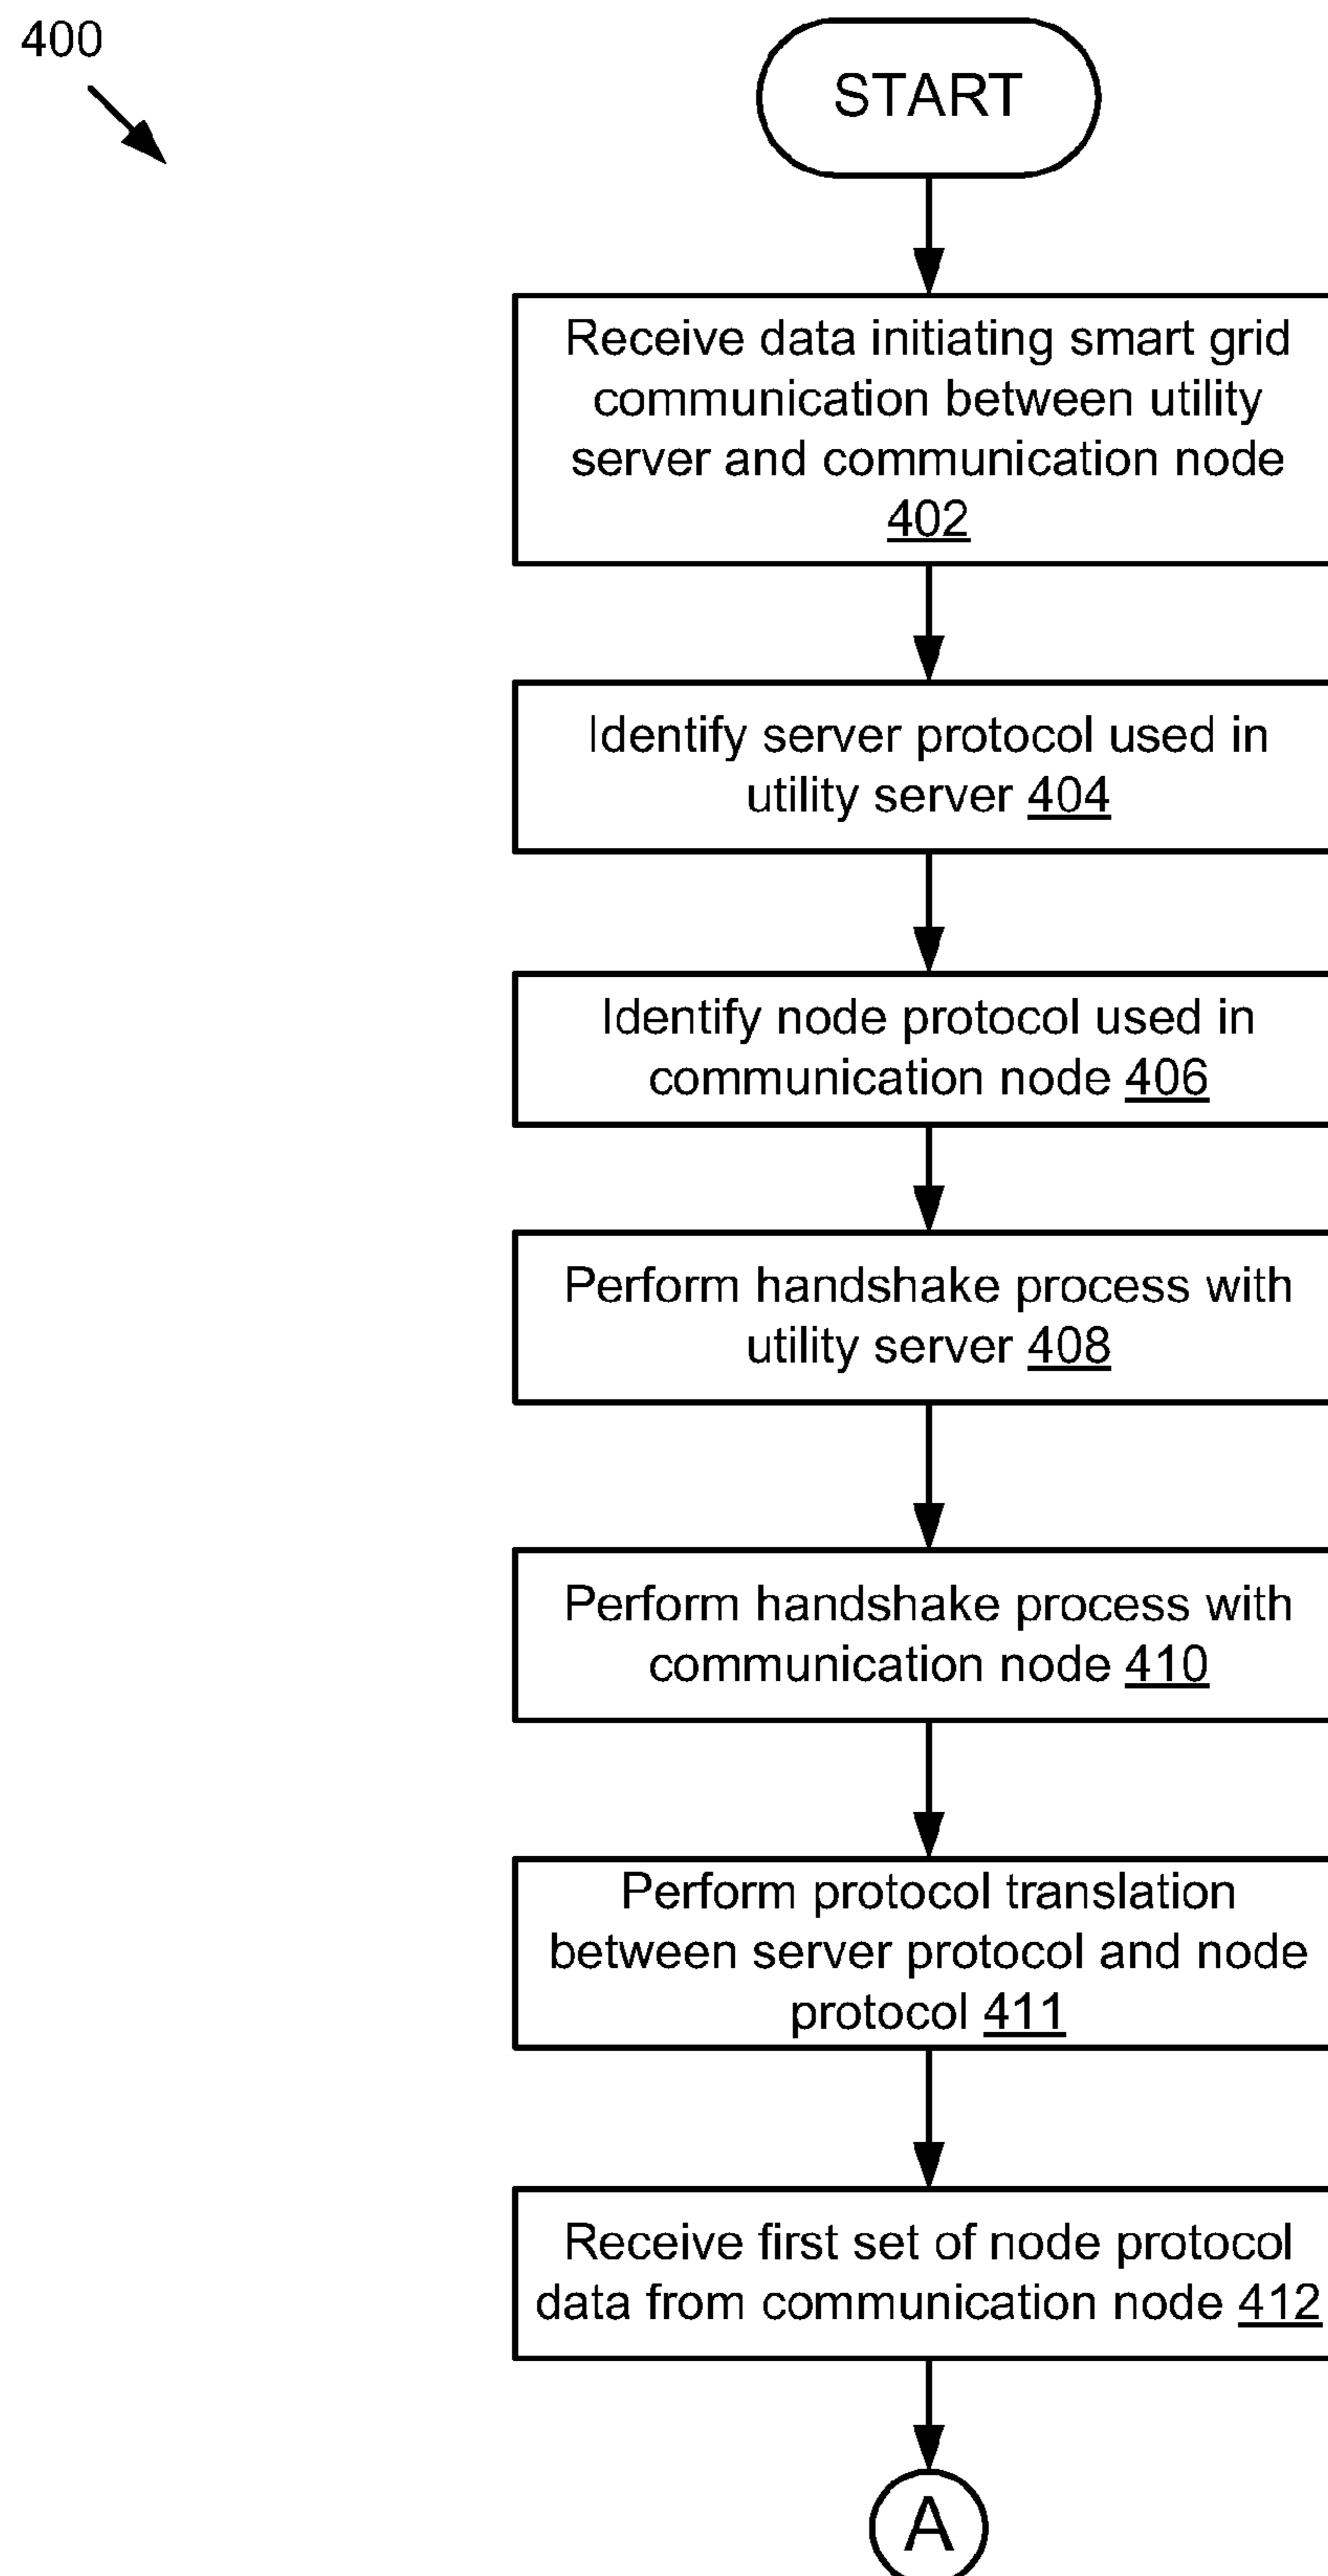 400
START
Receive data initiating smart grid
communication between utility
server and communication node
402
Identify server protocol used in
utility server 404
Identify node protocol used in
communication node 406
Perform handshake process with
utility server 408
Perform handshake process with
communication node 410
Perform protocol translation
between server protocol and node
protocol 411
Receive first set of node protocol
data from communication node 412
A